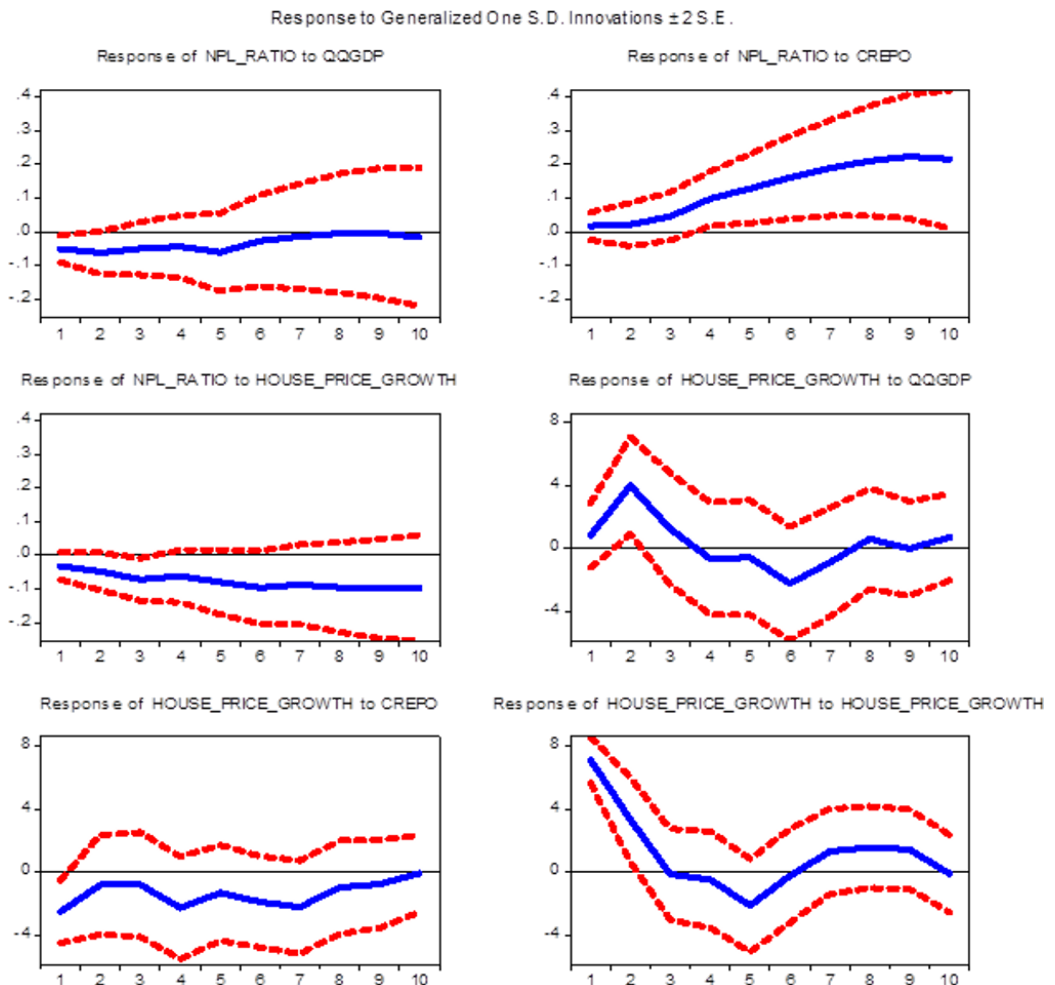 Response to Generalized One S.D. Innovations ± 2 S.E.
Response of NPL_RATIO to QQGDP
.4
.3
.2
.1
.0
-.1
-.2
1 2 3 4 5 6 7 8 9 10
Response of NPL_RATIO to CREPO
.4
.3
.2
.1
.0
-.1
-.2
1 2 3 4 5 6 7 8 9 10
Response of NPL_RATIO to HOUSE_PRICE_GROWTH
.4
.3
.2
.1
.0
-.1
-.2
1 2 3 4 5 6 7 8 9 10
Response of HOUSE_PRICE_GROWTH to QQGDP
8
4
0
-4
1 2 3 4 5 6 7 8 9 10
Response of HOUSE_PRICE_GROWTH to CREPO
8
4
0
-4
1 2 3 4 5 6 7 8 9 10
Response of HOUSE_PRICE_GROWTH to HOUSE_PRICE_GROWTH
8
4
0
-4
1 2 3 4 5 6 7 8 9 10